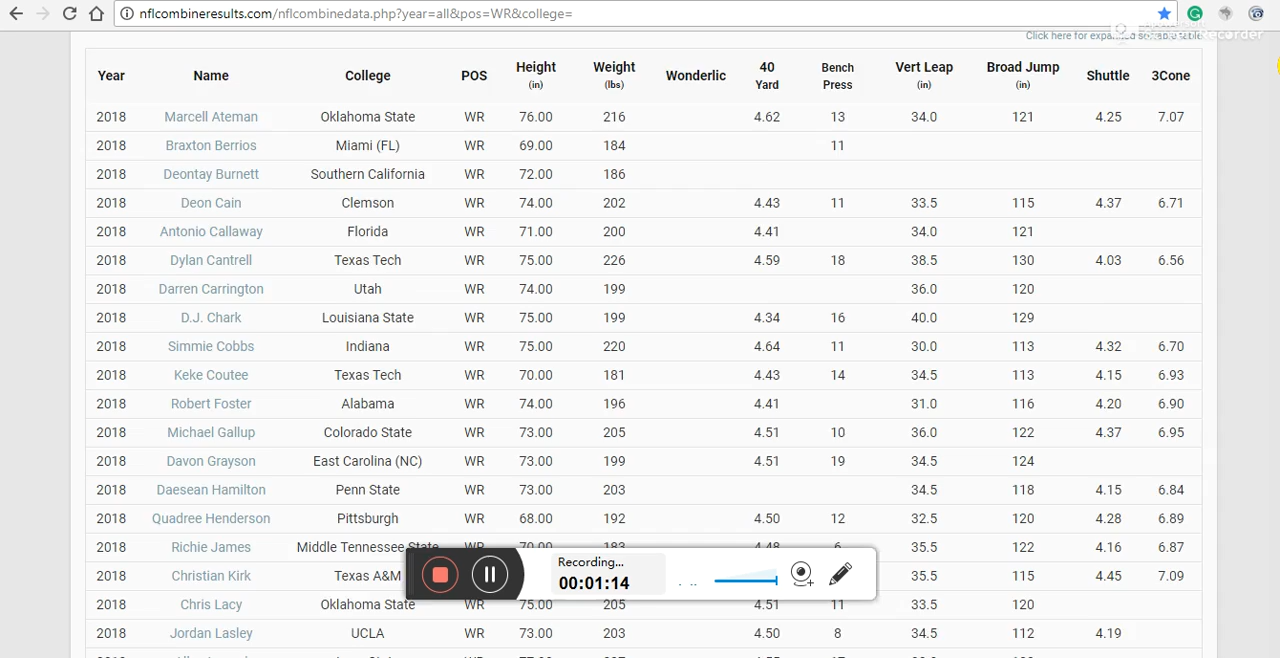 nflcombineresults.com/nflcombinedata.php?year=all&pos=WR&college=
Click here for expanded
Screen Recorder
Year Name College POS Height (in) Weight (lbs) Wonderlic 40 Yard Bench Press Vert Leap (in) Broad Jump (in) Shuttle 3Cone
2018 Marcell Ateman Oklahoma State WR 76.00 216 4.62 13 34.0 121 4.25 7.07
2018 Braxton Berrios Miami (FL) WR 69.00 184 11
2018 Deontay Burnett Southern California WR 72.00 186
2018 Deon Cain Clemson WR 74.00 202 4.43 11 33.5 115 4.37 6.71
2018 Antonio Callaway Florida WR 71.00 200 4.41 34.0 121
2018 Dylan Cantrell Texas Tech WR 75.00 226 4.59 18 38.5 130 4.03 6.56
2018 Darren Carrington Utah WR 74.00 199 36.0 120
2018 D.J. Chark Louisiana State WR 75.00 199 4.34 16 40.0 129
2018 Simmie Cobbs Indiana WR 75.00 220 4.64 11 30.0 113 4.32 6.70
2018 Keke Coutee Texas Tech WR 70.00 181 4.43 14 34.5 113 4.15 6.93
2018 Robert Foster Alabama WR 74.00 196 4.41 31.0 116 4.20 6.90
2018 Michael Gallup Colorado State WR 73.00 205 4.51 10 36.0 122 4.37 6.95
2018 Davon Grayson East Carolina (NC) WR 73.00 199 4.51 19 34.5 124
2018 Daesean Hamilton Penn State WR 73.00 203 34.5 118 4.15 6.84
2018 Quadree Henderson Pittsburgh WR 68.00 192 4.50 12 32.5 120 4.28 6.89
2018 Richie James Middle Tennessee State WR 70.00 183 4.48 6 35.5 122 4.16 6.87
Recording...
00:01:14
2018 Christian Kirk Texas A&M 35.5 115 4.45 7.09
2018 Chris Lacy Oklahoma State WR 75.00 205 4.51 11 33.5 120
2018 Jordan Lasley UCLA WR 73.00 203 4.50 8 34.5 112 4.19